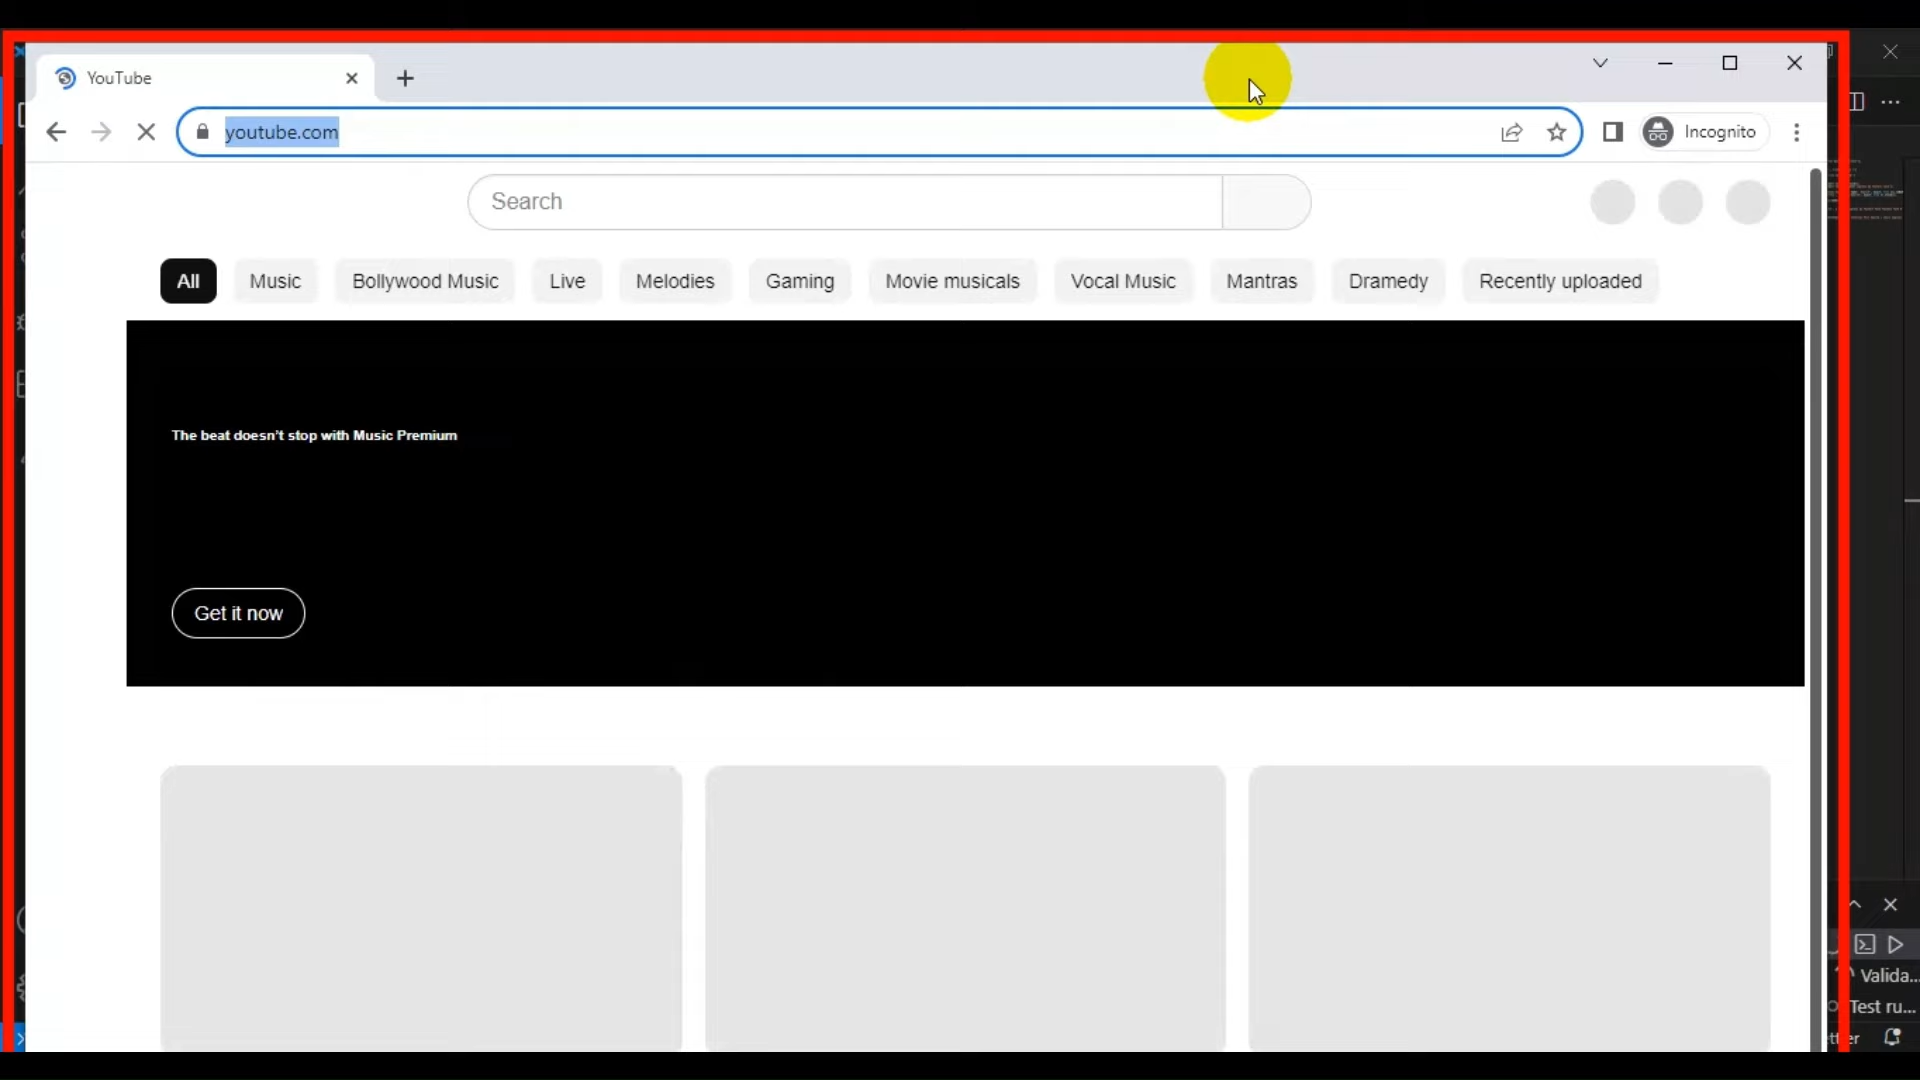 YouTube
youtube.com
Incognito
Search
All Music Bollywood Music Live Melodies Gaming Movie musicals Vocal Music Mantras Dramedy Recently uploaded
The beat doesn't stop with Music Premium
Get it now
Valida...
Test ru...